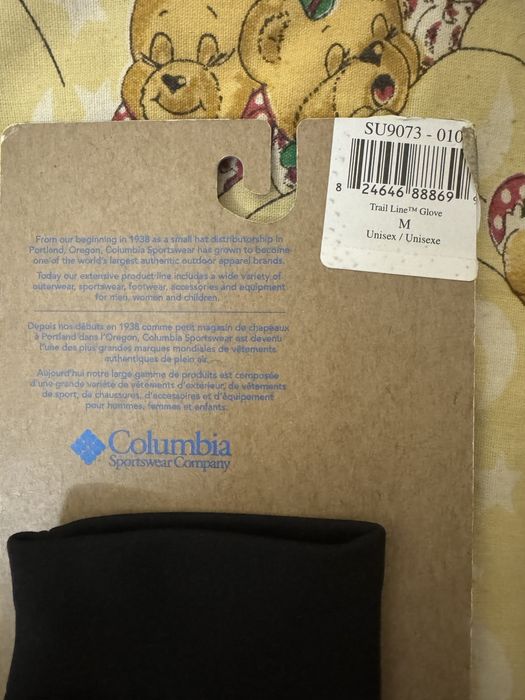 SU9073 - 010
8 24646 88869 9
Trail Line™ Glove
M
Unisex / Unisexe
From our beginning in 1938 as a small hat distributorship in
Portland, Oregon, Columbia Sportswear has grown to become
one of the world's largest authentic outdoor apparel brands.
Today our extensive product line includes a wide variety of
outerwear, sportswear, footwear, accessories and equipment
for men, women and children.
Depuis nos débuts en 1938 comme petit magasin de chapeaux
à Portland dans l'Oregon, Columbia Sportswear est devenu
l'une des plus grandes marques mondiales de vêtements
authentiques de plein air.
Aujourd'hui notre large gamme de produits est composée
d'une grande variété de vêtements d'extérieur, de vêtements
de sport, de chaussures, d'accessoires et d'équipement
pour hommes, femmes et enfants.
Columbia
Sportswear Company